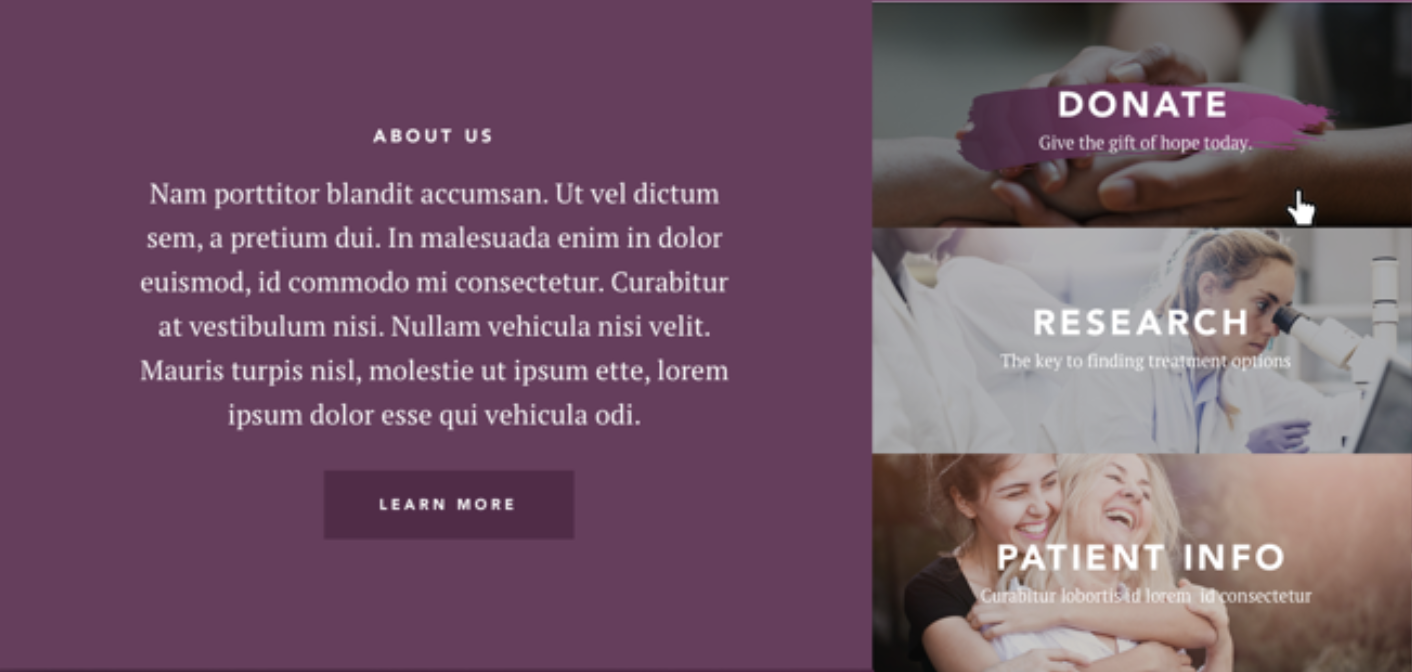 ABOUT US
Nam porttitor blandit accumsan. Ut vel dictum
sem, a pretium dui. In malesuada enim in dolor
euismod, id commodo mi consectetur. Curabitur
at vestibulum nisi. Nullam vehicula nisi velit.
Mauris turpis nisl, molestie ut ipsum ette, lorem
ipsum dolor esse qui vehicula odi.
LEARN MORE
DONATE
Give the gift of hope today.
RESEARCH
The key to finding treatment options
PATIENT INFO
Curabitur lobortis id lorem id consectetur